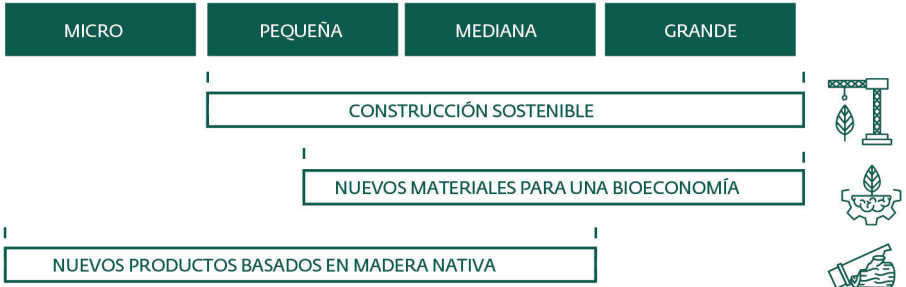 MICRO PEQUEÑA MEDIANA GRANDE
CONSTRUCCIÓN SOSTENIBLE
NUEVOS MATERIALES PARA UNA BIOECONOMÍA
NUEVOS PRODUCTOS BASADOS EN MADERA NATIVA